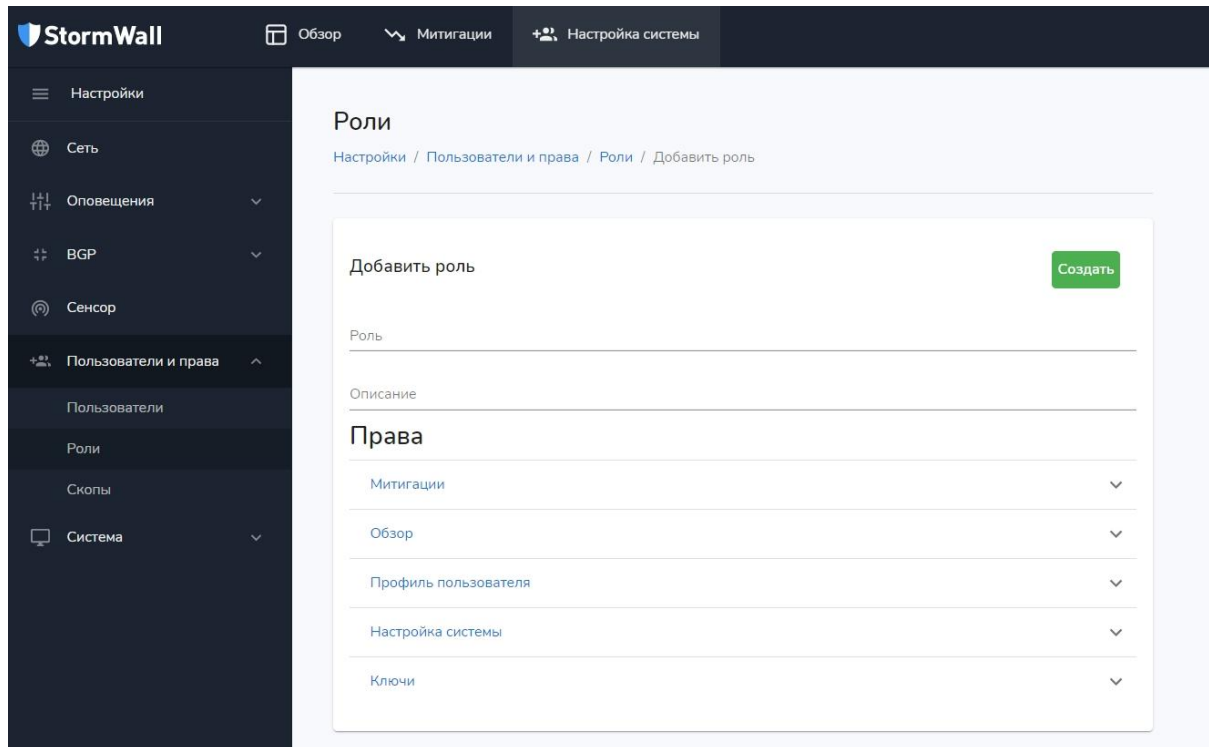 StormWall
Обзор
Митигации
Настройка системы
Настройки
Сеть
Оповещения
BGP
Сенсор
Пользователи и права
Пользователи
Роли
Скопы
Система
Роли
Настройки / Пользователи и права / Роли / Добавить роль
Добавить роль
Создать
Роль
Описание
Права
Митигации
Обзор
Профиль пользователя
Настройка системы
Ключи